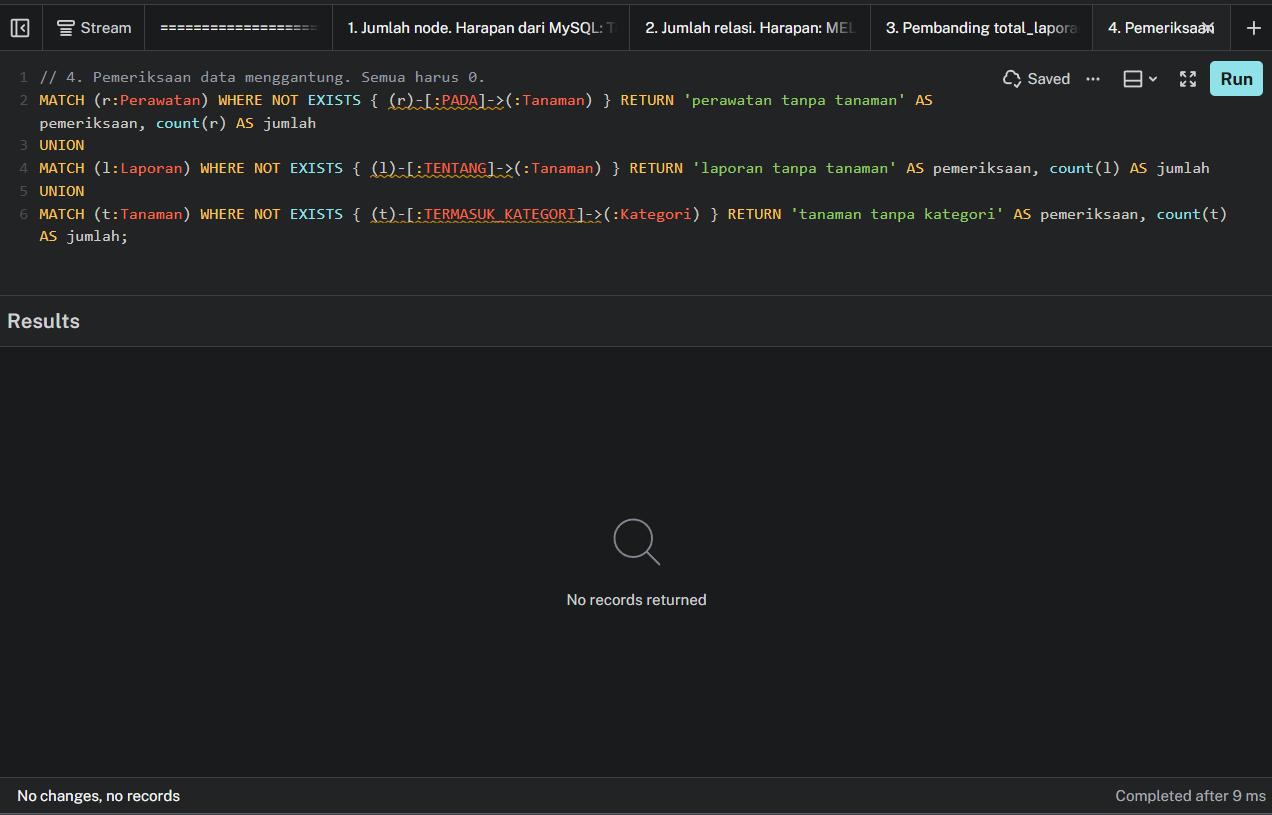 Stream
====================
1. Jumlah node. Harapan dari MySQL: T
2. Jumlah relasi. Harapan: MEL
3. Pembanding total_lapora
4. Pemeriksaan
1 // 4. Pemeriksaan data menggantung. Semua harus 0.
Saved
Run
2 MATCH (r:Perawatan) WHERE NOT EXISTS { (r)-[:PADA]->(:Tanaman) } RETURN 'perawatan tanpa tanaman' AS
pemeriksaan, count(r) AS jumlah
3 UNION
4 MATCH (l:Laporan) WHERE NOT EXISTS { (l)-[:TENTANG]->(:Tanaman) } RETURN 'laporan tanpa tanaman' AS pemeriksaan, count(l) AS jumlah
5 UNION
6 MATCH (t:Tanaman) WHERE NOT EXISTS { (t)-[:TERMASUK_KATEGORI]->(:Kategori) } RETURN 'tanaman tanpa kategori' AS pemeriksaan, count(t)
AS jumlah;
Results
No records returned
No changes, no records
Completed after 9 ms